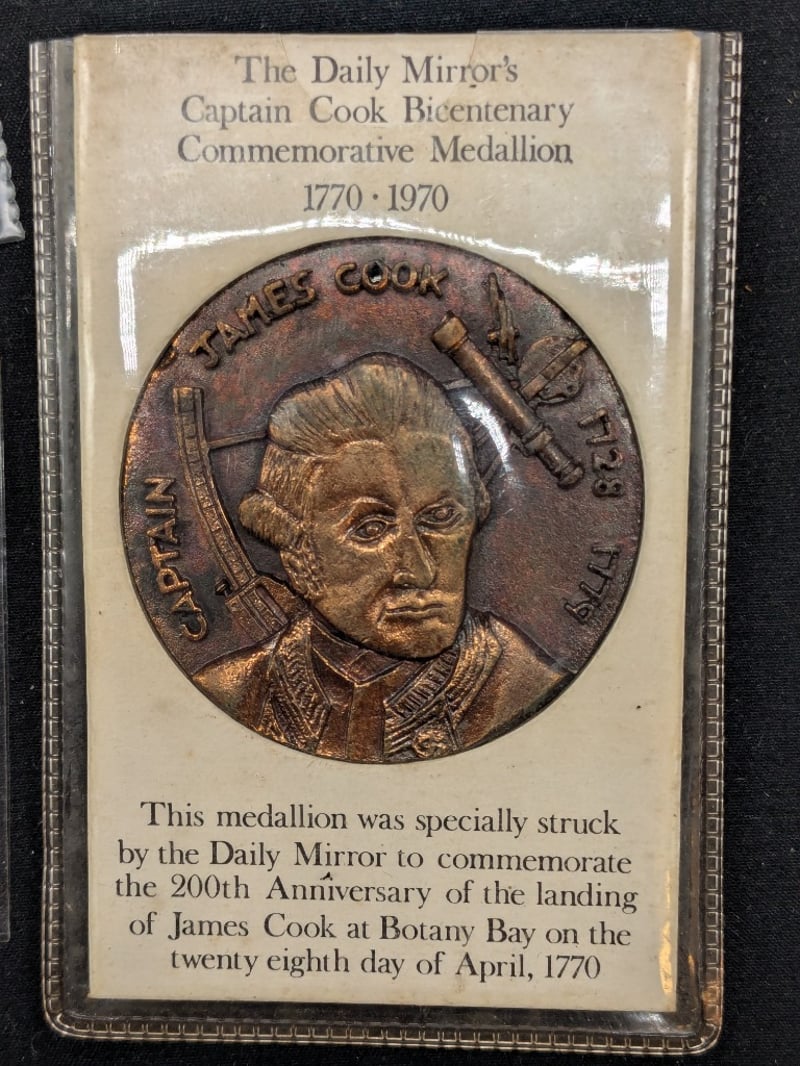 The Daily Mirror's
Captain Cook Bicentenary
Commemorative Medallion
1770 · 1970
CAPTAIN JAMES COOK 1728 1779
This medallion was specially struck
by the Daily Mirror to commemorate
the 200th Anniversary of the landing
of James Cook at Botany Bay on the
twenty eighth day of April, 1770